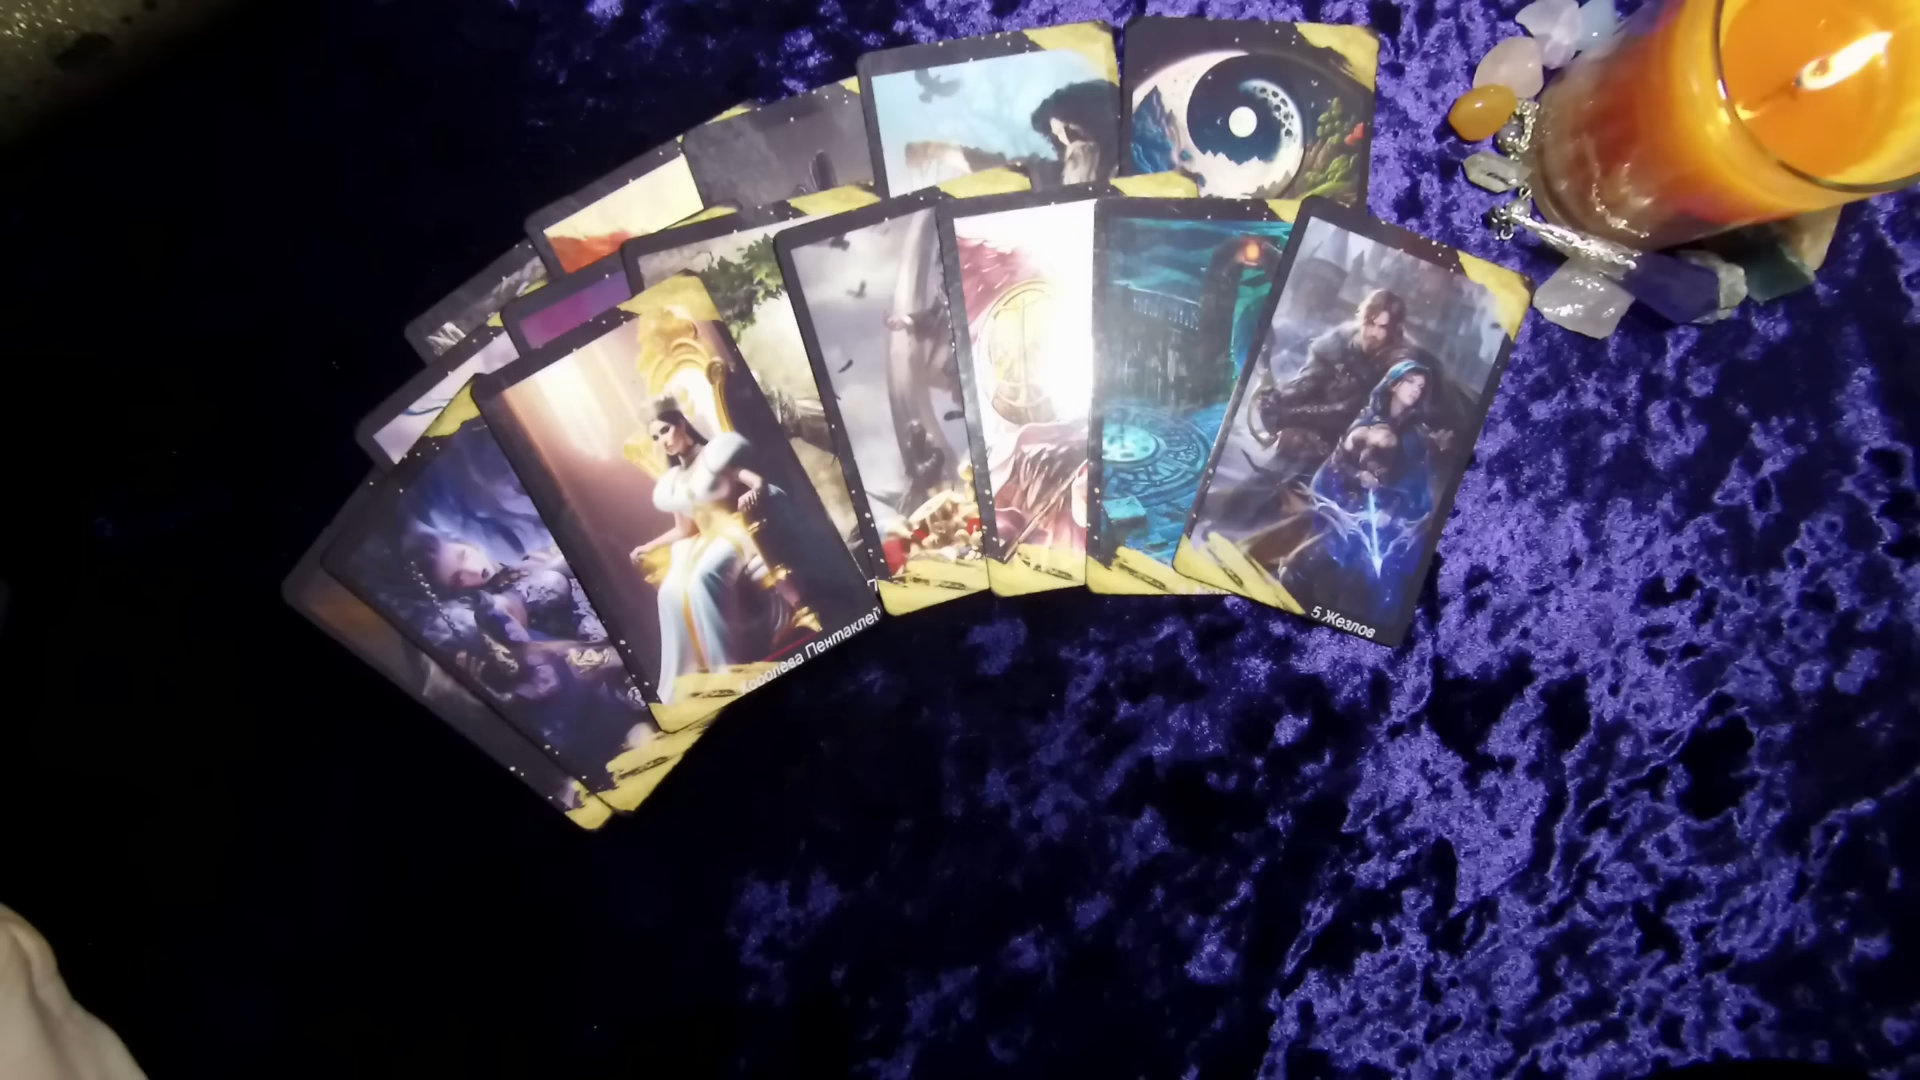 Королева Пентаклей
5 Жезлов